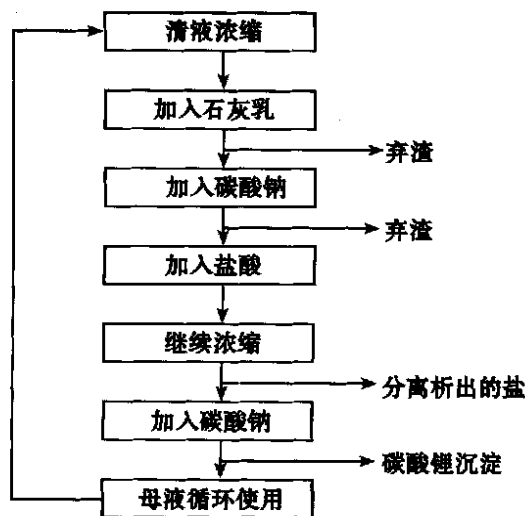 清液浓缩
加入石灰乳
弃渣
加入碳酸钠
弃渣
加入盐酸
继续浓缩
分离析出的盐
加入碳酸钠
碳酸锂沉淀
母液循环使用